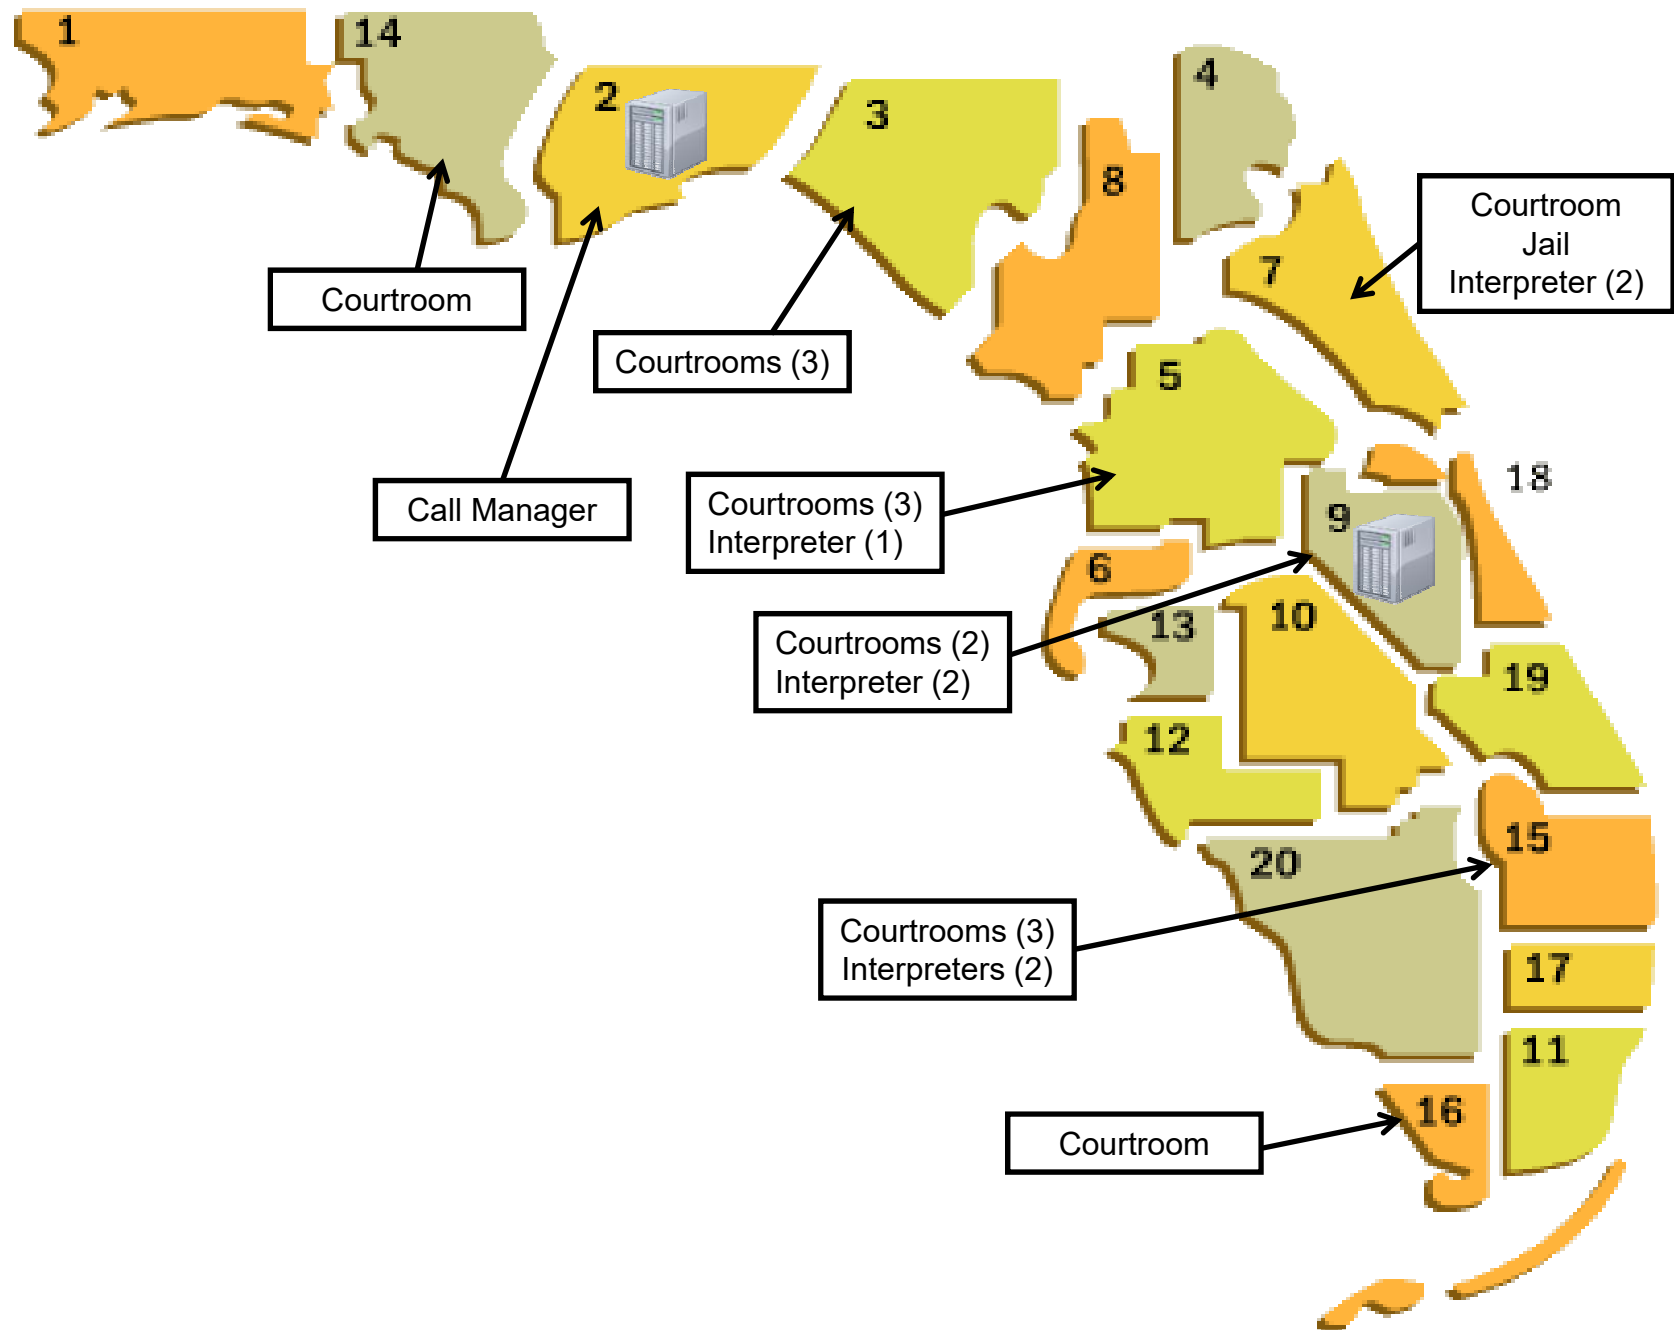 1
14
2
3
4
8
7
Courtroom
Jail
Interpreter (2)
Courtroom
Courtrooms (3)
5
18
Call Manager
Courtrooms (3)
Interpreter (1)
9
6
10
13
Courtrooms (2)
Interpreter (2)
19
12
15
20
Courtrooms (3)
Interpreters (2)
17
11
16
Courtroom